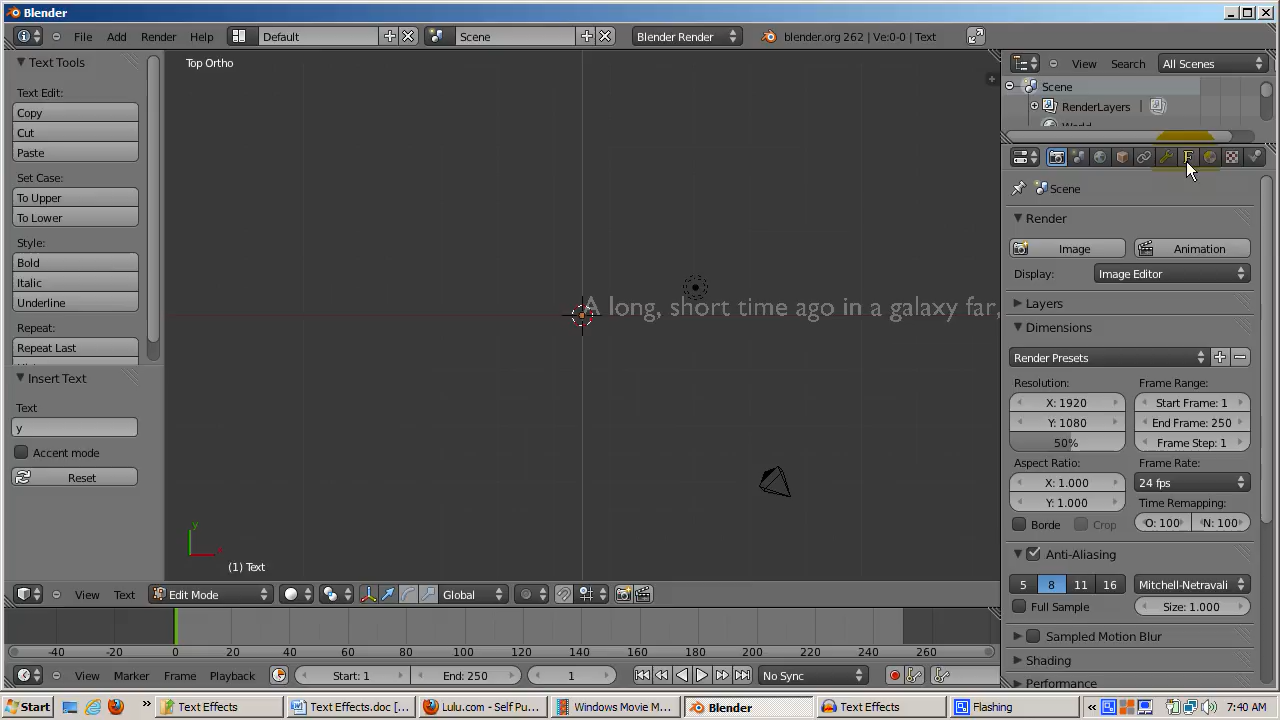 Blender
File Add Render Help Default Scene Blender Render blender.org 262 | Ve:0-0 | Text
Text Tools
Text Edit:
Copy
Cut
Paste
Set Case:
To Upper
To Lower
Style:
Bold
Italic
Underline
Repeat:
Repeat Last
Insert Text
Text
y
Accent mode
Reset
Top Ortho
A long, short time ago in a galaxy far,
y
(1) Text
View Text Edit Mode Global
-40 -20 0 20 40 60 80 100 120 140 160 180 200 220 240 260
View Marker Frame Playback Start: 1 End: 250 1 No Sync
View Search All Scenes
Scene
RenderLayers
World
F
Scene
Render
Image Animation
Display: Image Editor
Layers
Dimensions
Render Presets
Resolution: Frame Range:
X: 1920 Start Frame: 1
Y: 1080 End Frame: 250
50% Frame Step: 1
Aspect Ratio: Frame Rate:
X: 1.000 24 fps
Y: 1.000 Time Remapping:
Borde Crop O: 100 N: 100
Anti-Aliasing
5 8 11 16 Mitchell-Netravali
Full Sample Size: 1.000
Sampled Motion Blur
Shading
Performance
Start » Text Effects Text Effects.doc [... Lulu.com - Self Pu... Windows Movie M... Blender TextEffects Flashing « 7:40 AM